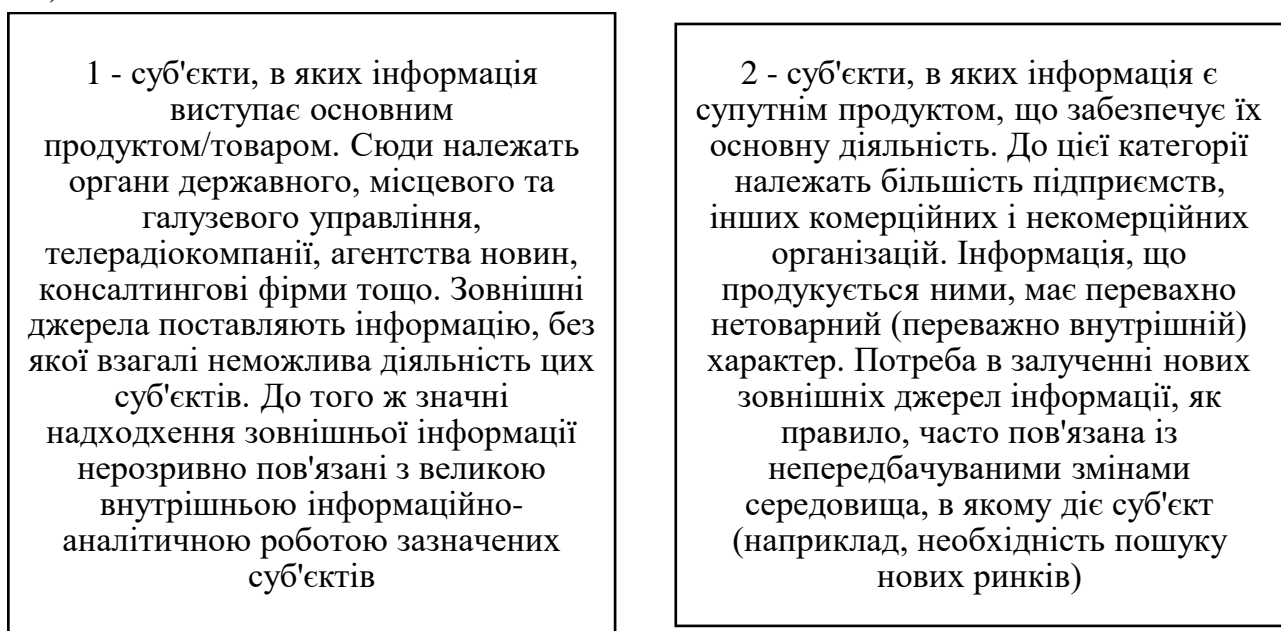 1 - суб'єкти, в яких інформація
виступає основним
продуктом/товаром. Сюди належать
органи державного, місцевого та
галузевого управління,
телерадіокомпанії, агентства новин,
консалтингові фірми тощо. Зовнішні
джерела поставляють інформацію, без
якої взагалі неможлива діяльність цих
суб'єктів. До того ж значні
надходження зовнішньої інформації
нерозривно пов'язані з великою
внутрішньою інформаційно-
аналітичною роботою зазначених
суб'єктів
2 - суб'єкти, в яких інформація є
супутнім продуктом, що забезпечує їх
основну діяльність. До цієї категорії
належать більшість підприємств,
інших комерційних і некомерційних
організацій. Інформація, що
продукується ними, має перевахно
нетоварний (переважно внутрішній)
характер. Потреба в залученні нових
зовнішніх джерел інформації, як
правило, часто пов'язана із
непередбачуваними змінами
середовища, в якому діє суб'єкт
(наприклад, необхідність пошуку
нових ринків)